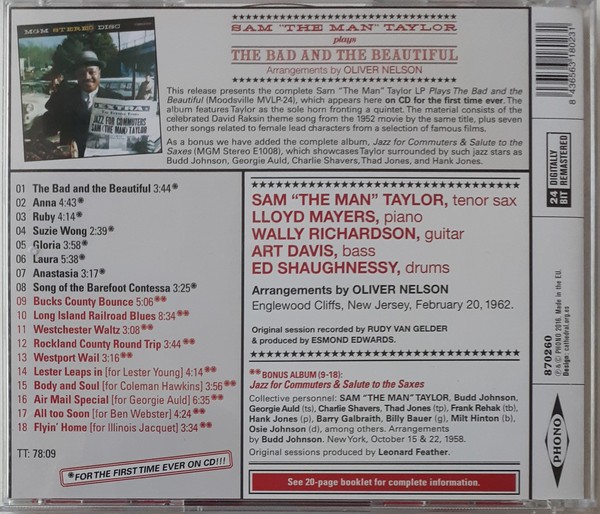 MGM STEREO DISC
EXTRA:
JAZZ FOR COMMUTERS
SAM (THE MAN) TAYLOR
SAM "THE MAN" TAYLOR
plays
THE BAD AND THE BEAUTIFUL
Arrangements by OLIVER NELSON
This release presents the complete Sam "The Man" Taylor LP Plays The Bad and the
Beautiful (Moodsville MVLP-24), which appears here on CD for the first time ever. The
album features Taylor as the sole horn fronting a quintet. The material consists of the
celebrated David Raksin theme song from the 1952 movie by the same title, plus seven
other songs related to female lead characters from a selection of famous films.
As a bonus we have added the complete album, Jazz for Commuters & Salute to the
Saxes (MGM Stereo E1008), which showcases Taylor surrounded by such jazz stars as
Budd Johnson, Georgie Auld, Charlie Shavers, Thad Jones, and Hank Jones.
8 436563 180231
24 DIGITALLY
BIT REMASTERED
01 The Bad and the Beautiful 3:44*
02 Anna 4:43*
03 Ruby 4:14*
04 Suzie Wong 2:39*
05 Gloria 3:58*
06 Laura 5:38*
07 Anastasia 3:17*
08 Song of the Barefoot Contessa 3:25*
09 Bucks County Bounce 5:06**
10 Long Island Railroad Blues 8:34**
11 Westchester Waltz 3:08**
12 Rockland County Round Trip 3:44**
13 Westport Wail 3:16**
14 Lester Leaps in [for Lester Young] 4:14**
15 Body and Soul [for Coleman Hawkins] 3:56**
16 Air Mail Special [for Georgie Auld] 6:35**
17 All too Soon [for Ben Webster] 4:24**
18 Flyin' Home [for Illinois Jacquet] 3:34**
TT: 78:09
*FOR THE FIRST TIME EVER ON CD!!!
SAM "THE MAN" TAYLOR, tenor sax
LLOYD MAYERS, piano
WALLY RICHARDSON, guitar
ART DAVIS, bass
ED SHAUGHNESSY, drums
Arrangements by OLIVER NELSON
Englewood Cliffs, New Jersey, February 20, 1962.
Original session recorded by RUDY VAN GELDER
& produced by ESMOND EDWARDS.
** BONUS ALBUM (9-18):
Jazz for Commuters & Salute to the Saxes
Collective personnel: SAM "THE MAN" TAYLOR, Budd Johnson,
Georgie Auld (ts), Charlie Shavers, Thad Jones (tp), Frank Rehak (tb),
Hank Jones (p), Barry Galbraith, Billy Bauer (g), Milt Hinton (b),
Osie Johnson (d), among others. Arrangements
by Budd Johnson. New York, October 15 & 22, 1958.
Original sessions produced by Leonard Feather.
See 20-page booklet for complete information.
870260
℗ & © PHONO 2016. Made in the EU.
Design: cathedral.org.es
PHONO